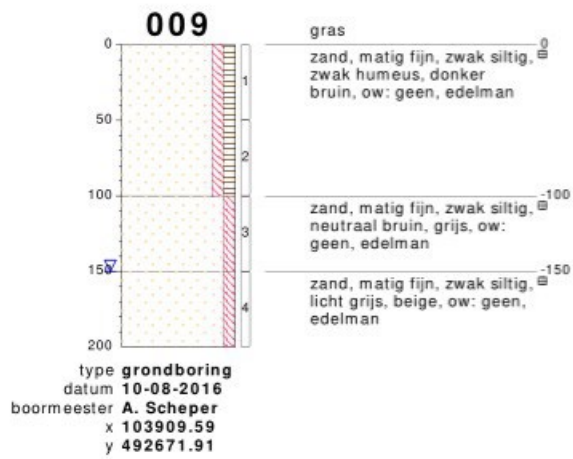 009
gras
0 0
zand, matig fijn, zwak siltig,
zwak humeus, donker
bruin, ow: geen, edelman
1
50
2
100 -100
zand, matig fijn, zwak siltig,
neutraal bruin, grijs, ow:
geen, edelman
3
150 -150
zand, matig fijn, zwak siltig,
licht grijs, beige, ow: geen,
edelman
4
200
type grondboring
datum 10-08-2016
boormeester A. Scheper
x 103909.59
y 492671.91